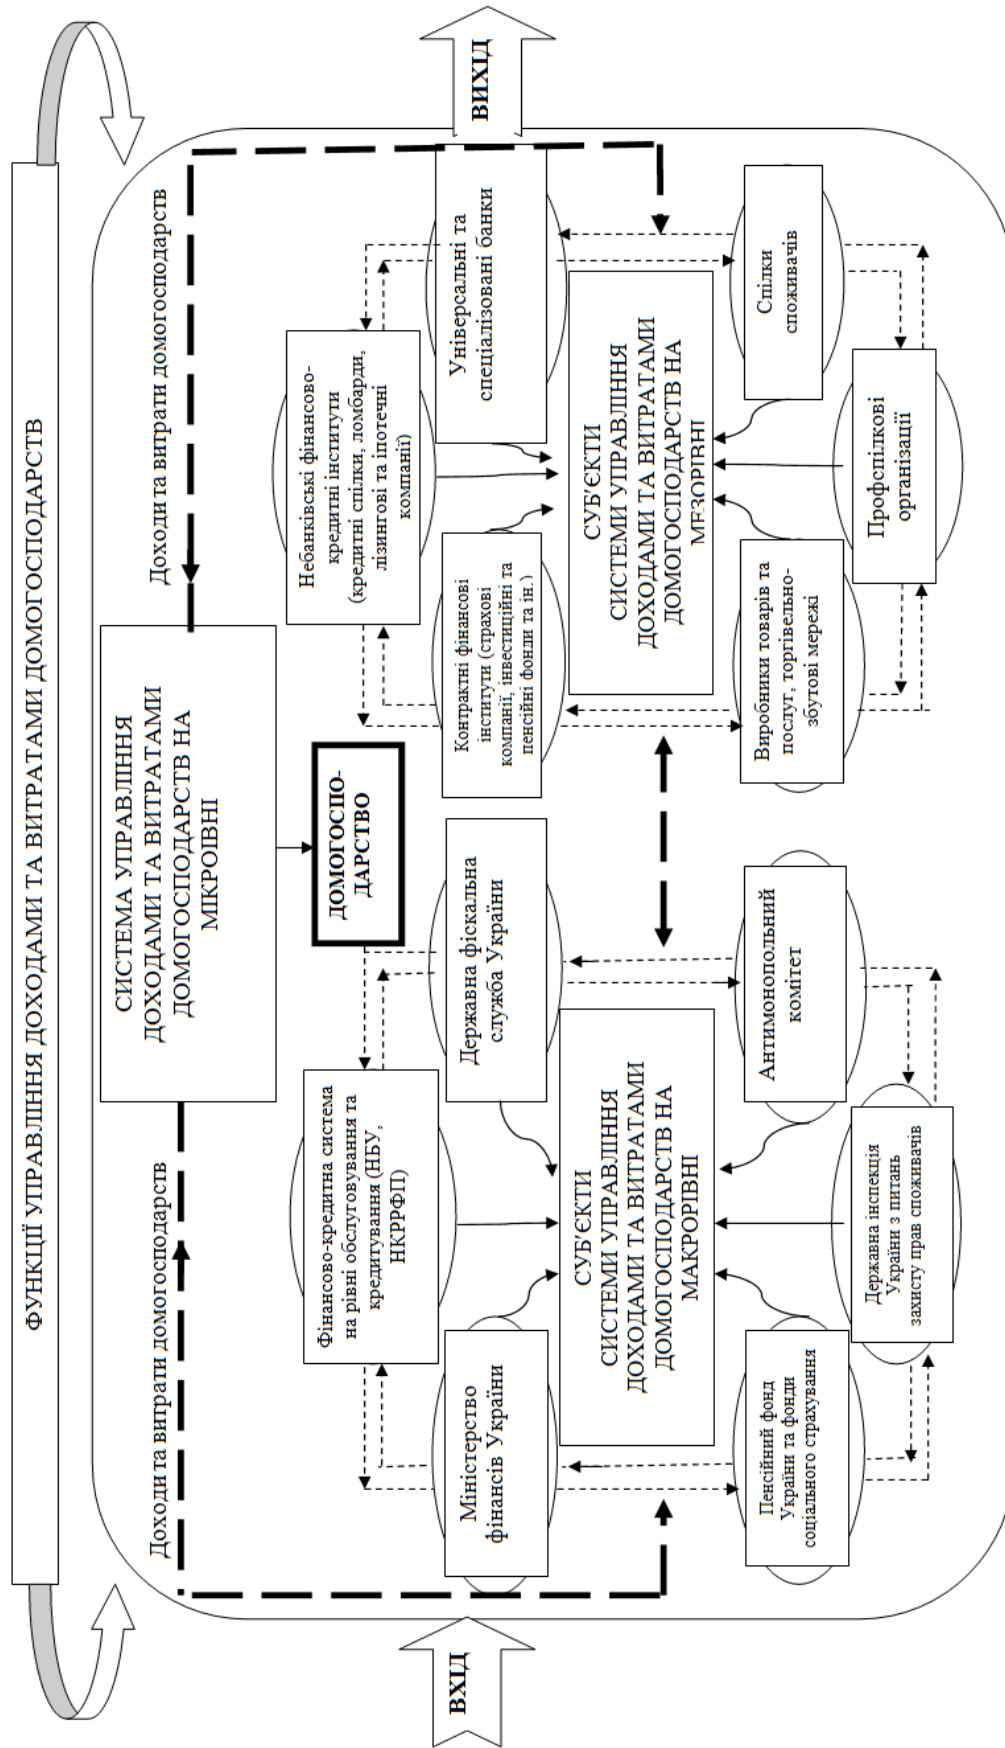 ФУНКЦІЇ УПРАВЛІННЯ ДОХОДАМИ ТА ВИТРАТАМИ ДОМОГОСПОДАРСТВ
Доходи та витрати домогосподарств
СИСТЕМА УПРАВЛІННЯ
ДОХОДАМИ ТА ВИТРАТАМИ
ДОМОГОСПОДАРСТВ НА
МІКРОІВНІ
Доходи та витрати домогосподарств
ДОМОГОСПО-
ДАРСТВО
Фінансово-кредитна система
на рівні обслуговування та
кредитування (НБУ,
НКРРФП)
Небанківські фінансово-
кредитні інститути
(кредитні спілки, ломбарди,
лізингові та іпотечні
компанії)
ВХІД
Міністерство
фінансів України
Державна фіскальна
служба України
Контрактні фінансові
інститути (страхові
компанії, інвестиційні та
пенсійні фонди та ін.)
Універсальні та
спеціалізовані банки
ВИХІД
СУБ'ЄКТИ
СИСТЕМИ УПРАВЛІННЯ
ДОХОДАМИ ТА ВИТРАТАМИ
ДОМОГОСПОДАРСТВ НА
МАКРОРІВНІ
СУБ'ЄКТИ
СИСТЕМИ УПРАВЛІННЯ
ДОХОДАМИ ТА ВИТРАТАМИ
ДОМОГОСПОДАРСТВ НА
МЕЗОРІВНІ
Пенсійний фонд
України та фонди
соціального страхування
Антимонопольний
комітет
Виробники товарів та
послуг, торгівельно-
збутові мережі
Спілки
споживачів
Державна інспекція
України з питань
захисту прав споживачів
Профспілкові
організації